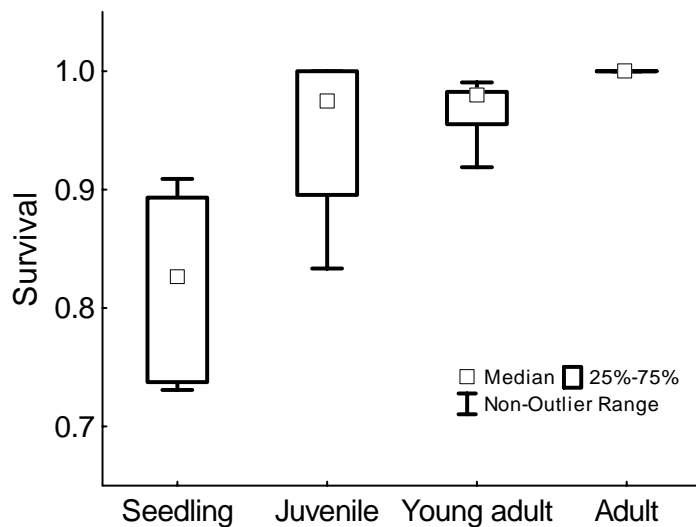 1.0
0.9
0.8
0.7
Survival
Median 25%-75%
Non-Outlier Range
Seedling Juvenile Young adult Adult